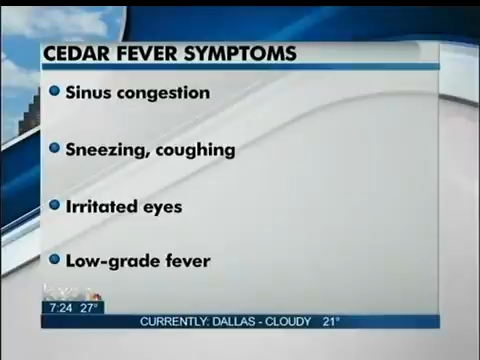 CEDAR FEVER SYMPTOMS
Sinus congestion
Sneezing, coughing
Irritated eyes
Low-grade fever
7:24 27°
CURRENTLY: DALLAS - CLOUDY 21°